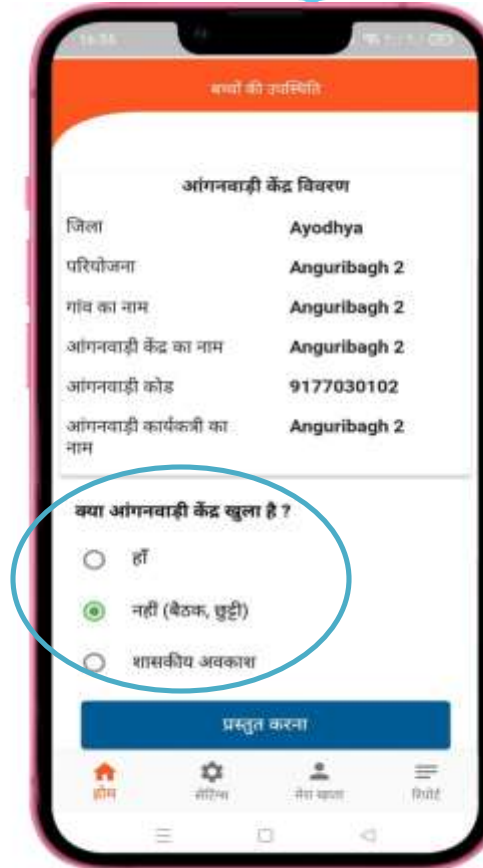 बच्चों की उपस्थिति
आंगनवाड़ी केंद्र विवरण
जिला Ayodhya
परियोजना Anguribagh 2
गांव का नाम Anguribagh 2
आंगनवाड़ी केंद्र का नाम Anguribagh 2
आंगनवाड़ी कोड 9177030102
आंगनवाड़ी कार्यकत्री का Anguribagh 2
नाम
क्या आंगनवाड़ी केंद्र खुला है ?
हाँ
नहीं (बैठक, छुट्टी)
शासकीय अवकाश
प्रस्तुत करना
होम सेटिंग्स मेरा खाता रिपोर्ट